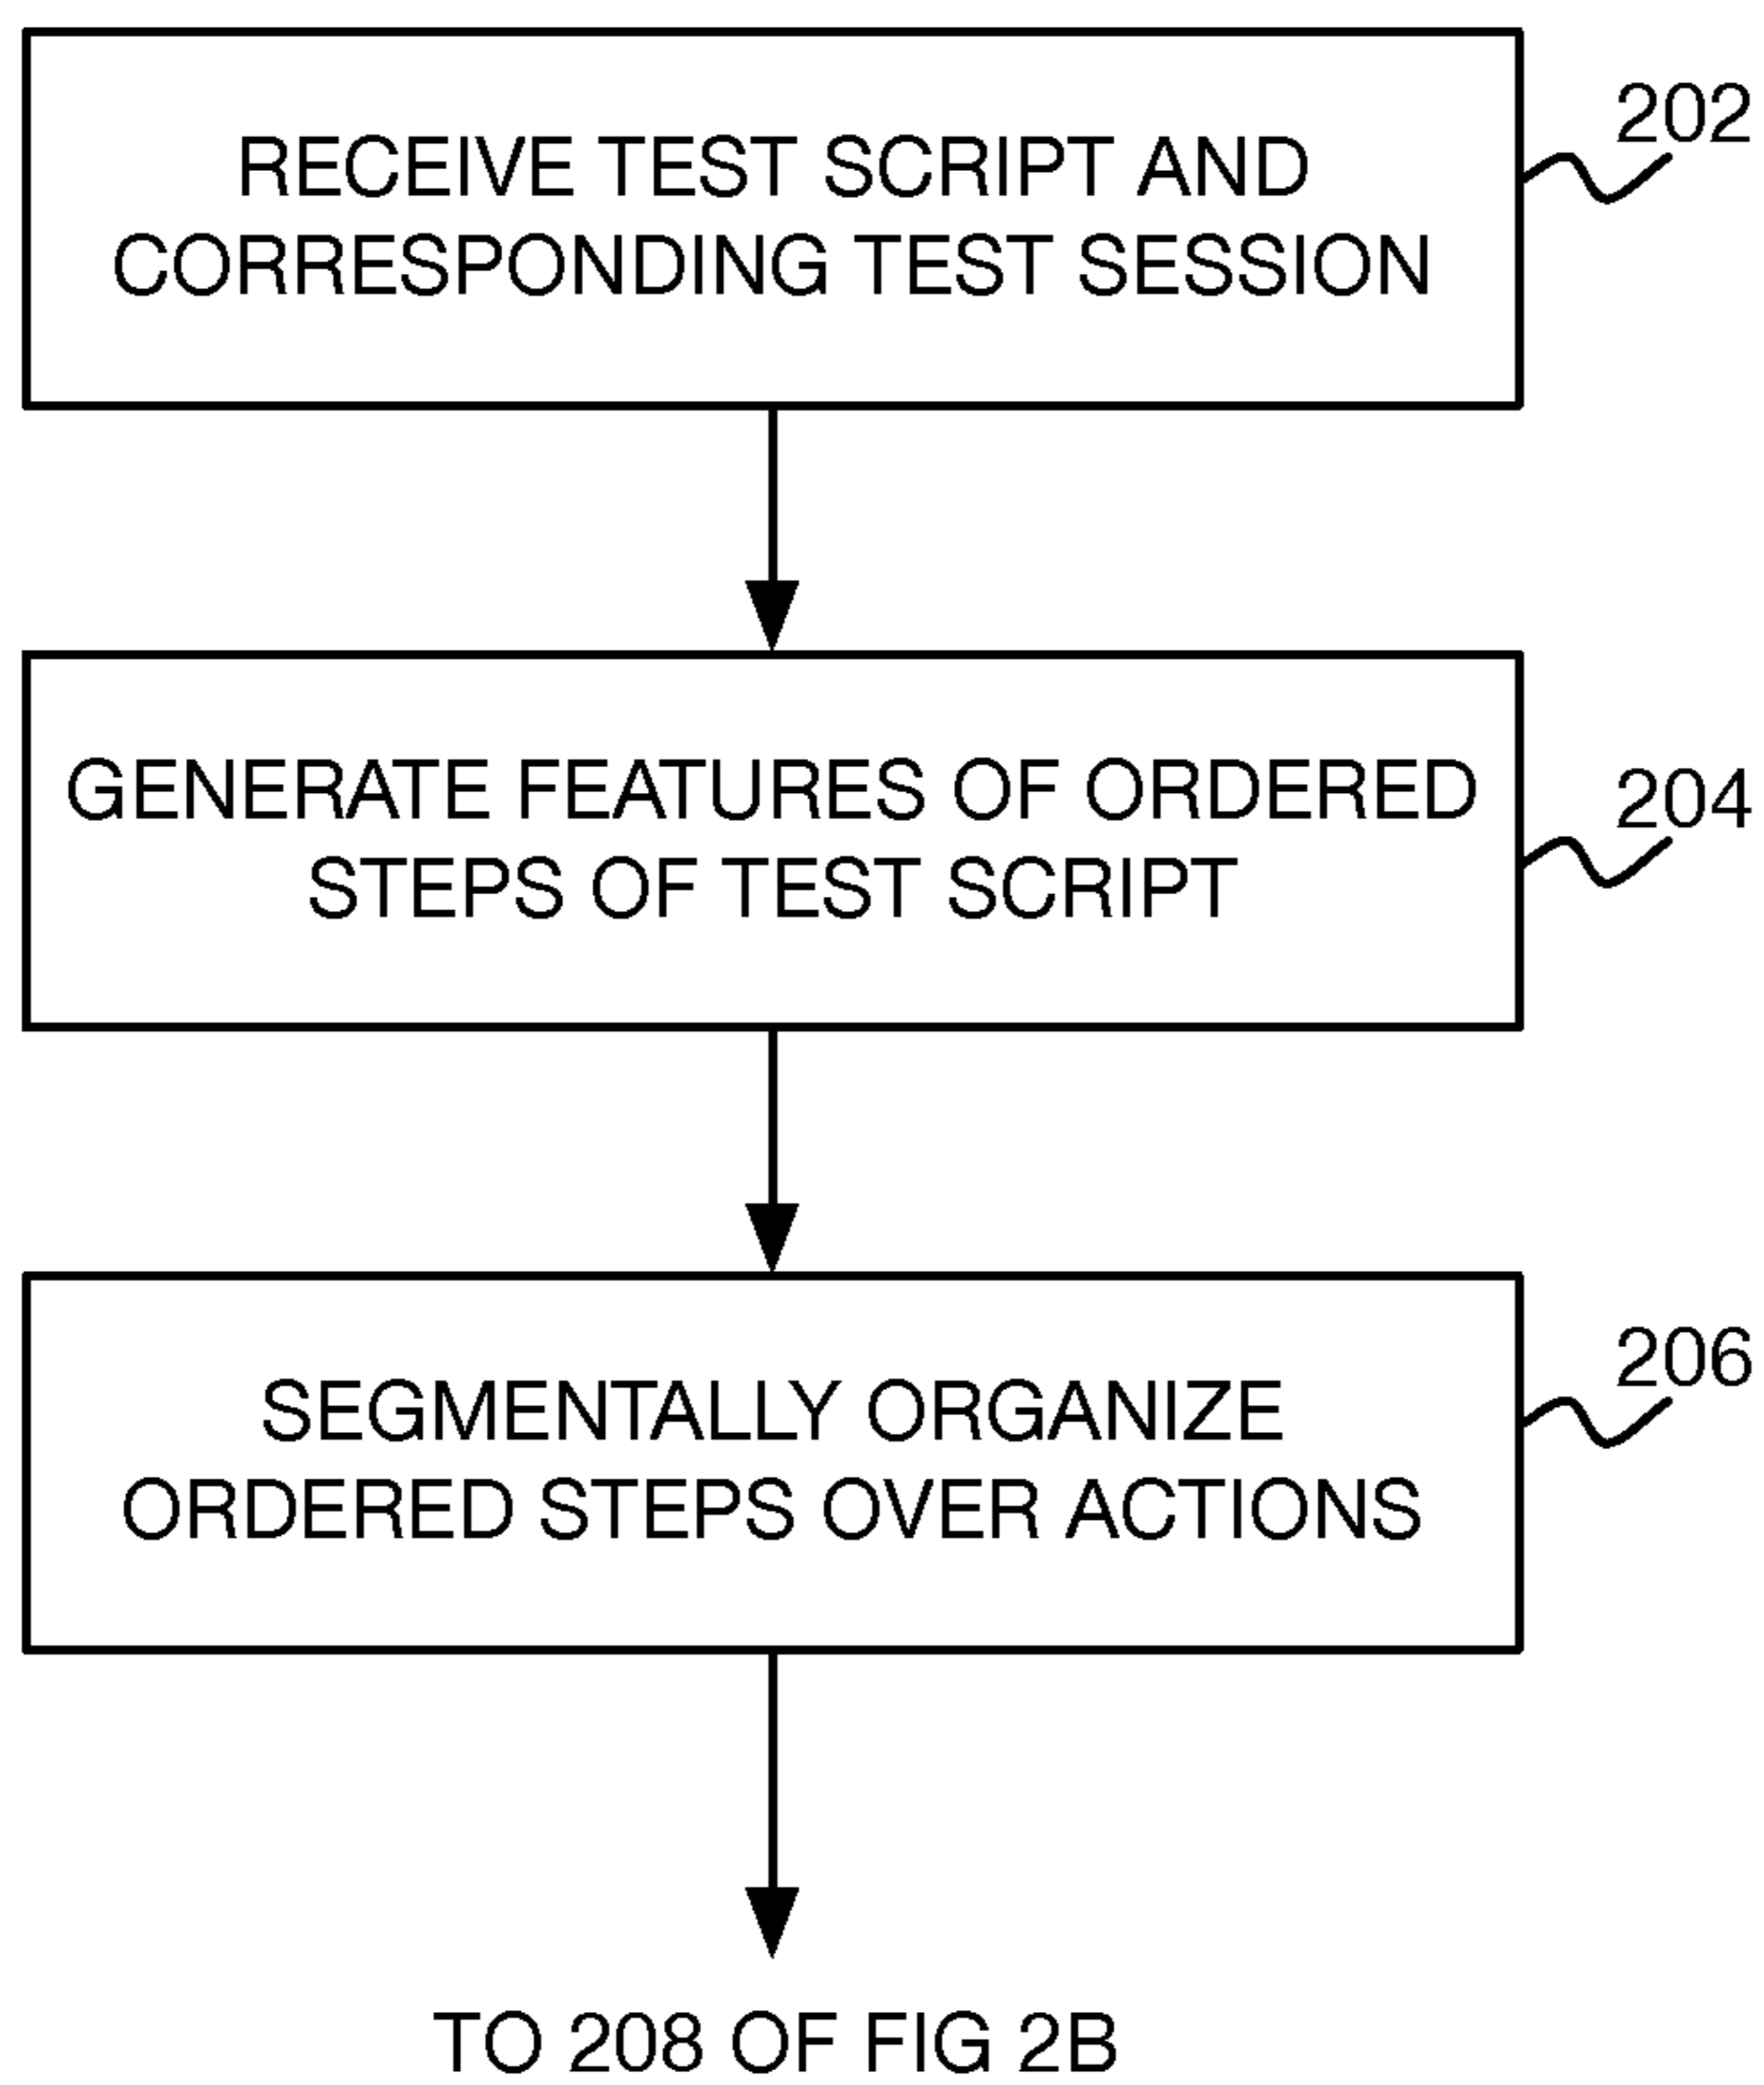 RECEIVE TEST SCRIPT AND
CORRESPONDING TEST SESSION
202
GENERATE FEATURES OF ORDERED
STEPS OF TEST SCRIPT
204
SEGMENTALLY ORGANIZE
ORDERED STEPS OVER ACTIONS
206
TO 208 OF FIG 2B